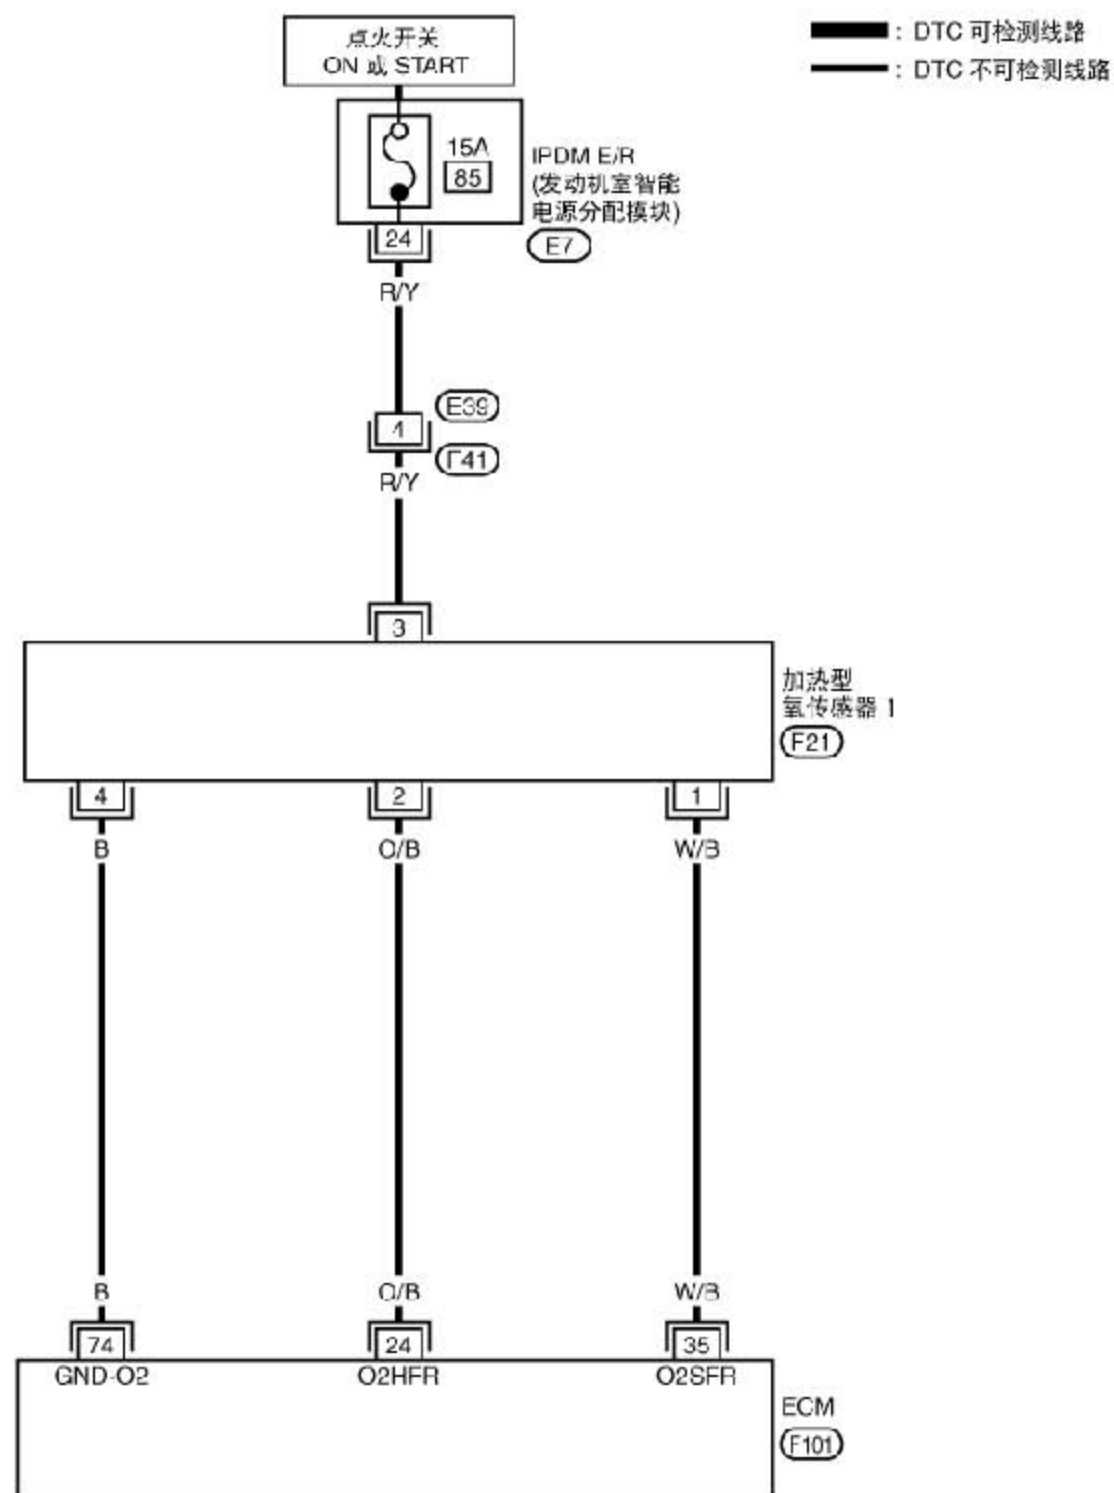 点火开关
ON 或 START
: DTC 可检测线路
: DTC 不可检测线路
15A
85
IPDM E/R
(发动机室智能
电源分配模块)
E7
24
R/Y
E39
4
F41
R/Y
3
加热型
氧传感器 1
F21
4
2
1
B
O/B
W/B
B
O/B
W/B
74
24
35
GND-O2
O2HFR
O2SFR
ECM
F101